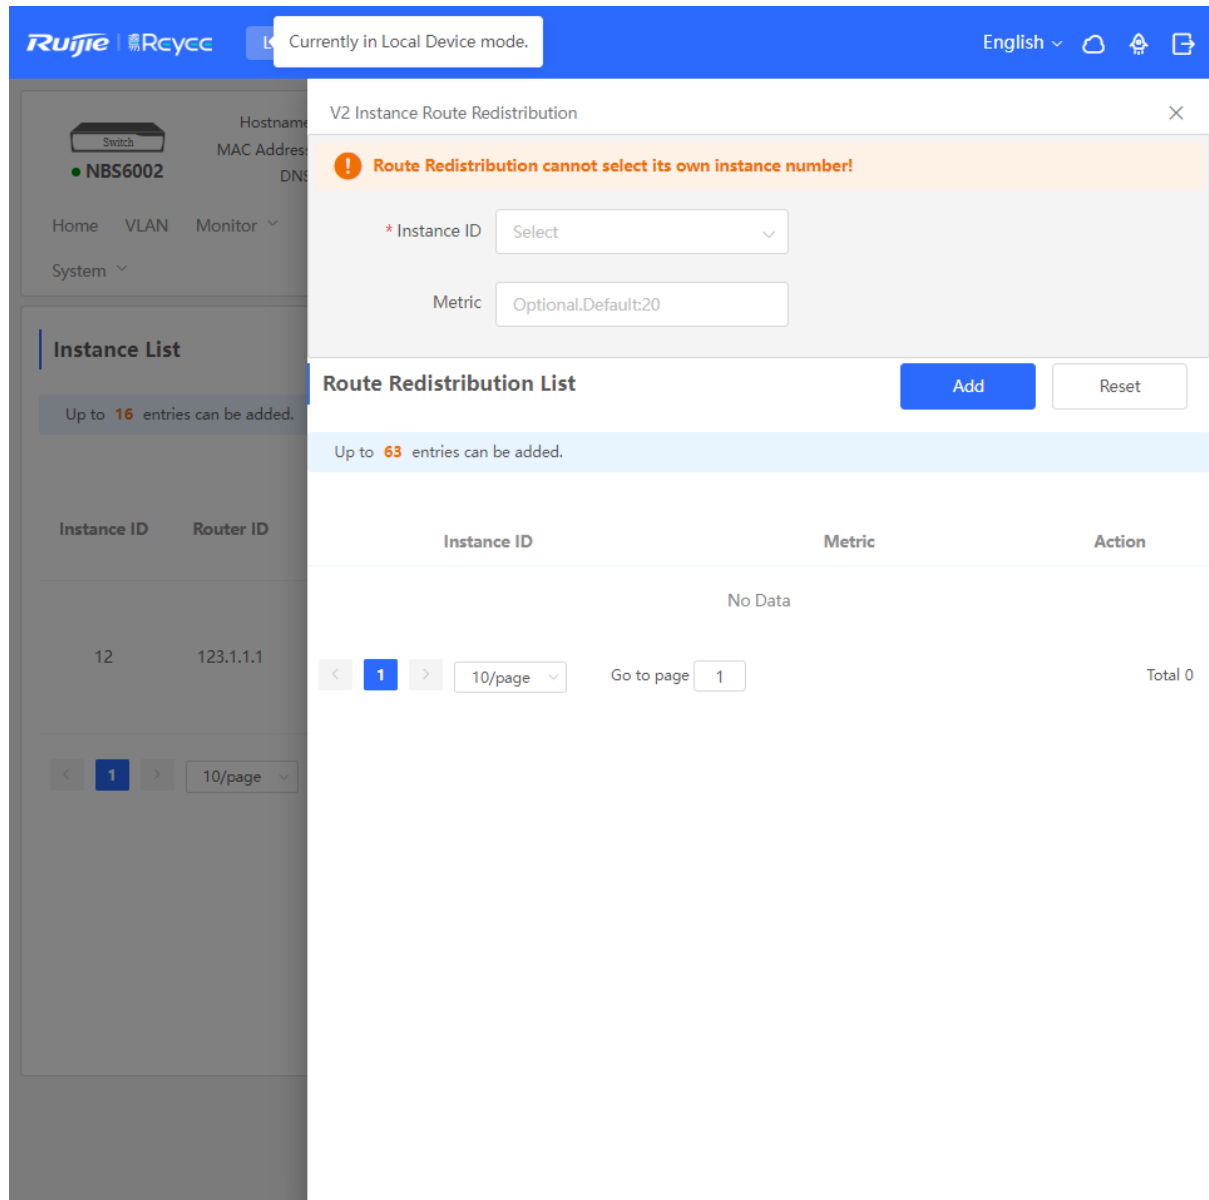 Ruijie Reyee
Currently in Local Device mode.
English
V2 Instance Route Redistribution
Switch
NBS6002
Hostname
MAC Addres
DNS
Route Redistribution cannot select its own instance number!
Home VLAN Monitor
System
* Instance ID Select
Metric Optional.Default:20
Instance List
Up to 16 entries can be added.
Route Redistribution List
Add Reset
Up to 63 entries can be added.
Instance ID Router ID
12 123.1.1.1
1 10/page
Instance ID Metric Action
No Data
1 10/page Go to page 1 Total 0